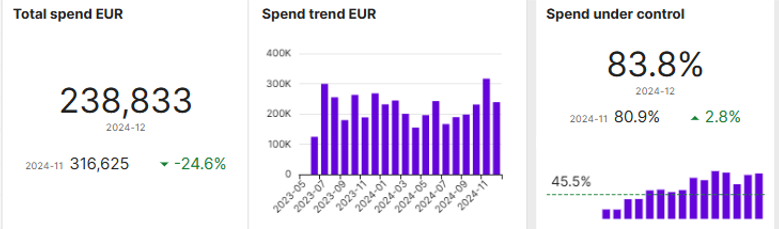 Total spend EUR
238,833
2024-12
2024-11 316,625 -24.6%
Spend trend EUR
400K
300K
200K
100K
0
2023-05
2023-07
2023-09
2023-11
2024-01
2024-03
2024-05
2024-07
2024-09
2024-11
Spend under control
83.8%
2024-12
2024-11 80.9% 2.8%
45.5%